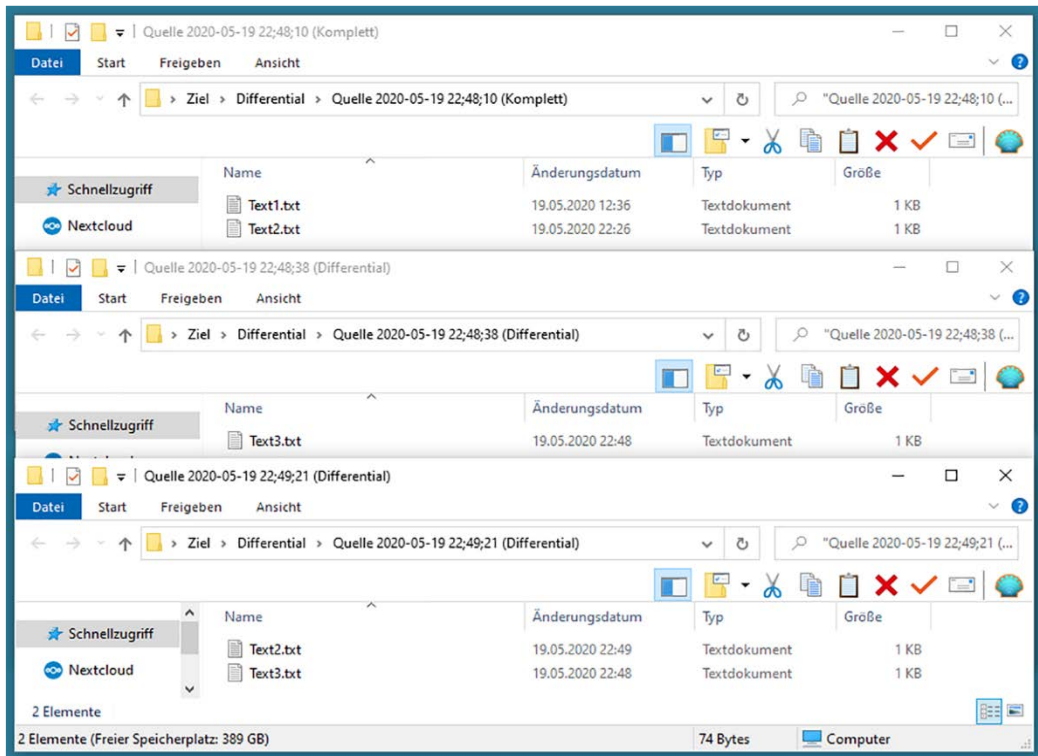 Quelle 2020-05-19 22;48;10 (Komplett)
Datei Start Freigeben Ansicht
Ziel > Differential > Quelle 2020-05-19 22;48;10 (Komplett) "Quelle 2020-05-19 22;48;10 (...
Name Änderungsdatum Typ Größe
Schnellzugriff
Text1.txt 19.05.2020 12:36 Textdokument 1 KB
Nextcloud
Text2.txt 19.05.2020 22:26 Textdokument 1 KB
Quelle 2020-05-19 22;48;38 (Differential)
Datei Start Freigeben Ansicht
Ziel > Differential > Quelle 2020-05-19 22;48;38 (Differential) "Quelle 2020-05-19 22;48;38 (...
Name Änderungsdatum Typ Größe
Schnellzugriff
Text3.txt 19.05.2020 22:48 Textdokument 1 KB
Quelle 2020-05-19 22;49;21 (Differential)
Datei Start Freigeben Ansicht
Ziel > Differential > Quelle 2020-05-19 22;49;21 (Differential) "Quelle 2020-05-19 22;49;21 (...
Name Änderungsdatum Typ Größe
Schnellzugriff
Text2.txt 19.05.2020 22:49 Textdokument 1 KB
Nextcloud
Text3.txt 19.05.2020 22:48 Textdokument 1 KB
2 Elemente
2 Elemente (Freier Speicherplatz: 389 GB) 74 Bytes Computer